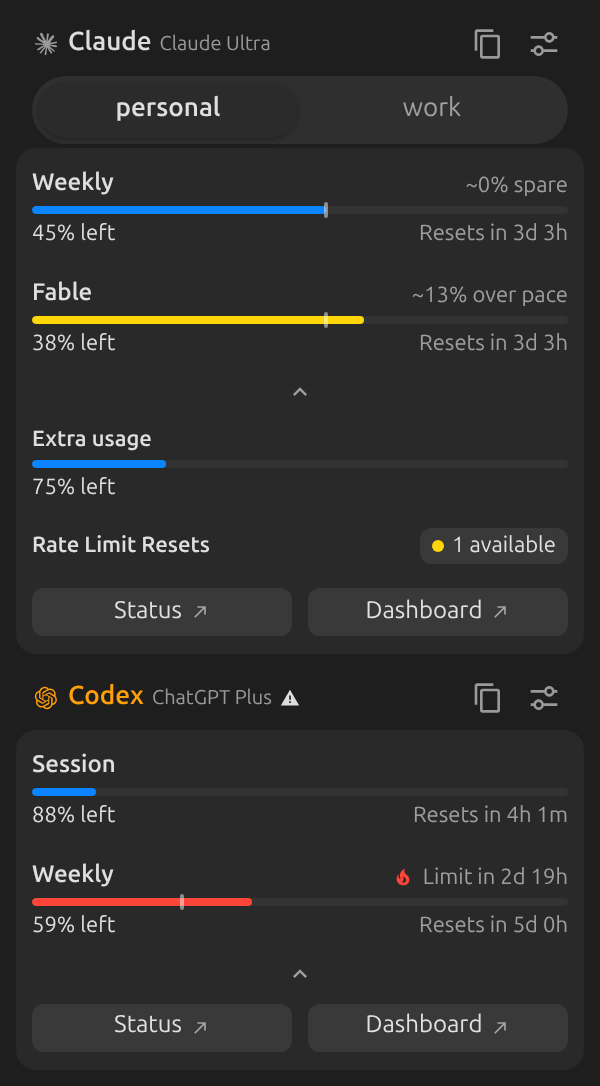 Claude Claude Ultra
personal work
Weekly ~0% spare
45% left Resets in 3d 3h
Fable ~13% over pace
38% left Resets in 3d 3h
Extra usage
75% left
Rate Limit Resets 1 available
Status ↗ Dashboard ↗
Codex ChatGPT Plus
Session
88% left Resets in 4h 1m
Weekly Limit in 2d 19h
59% left Resets in 5d 0h
Status ↗ Dashboard ↗